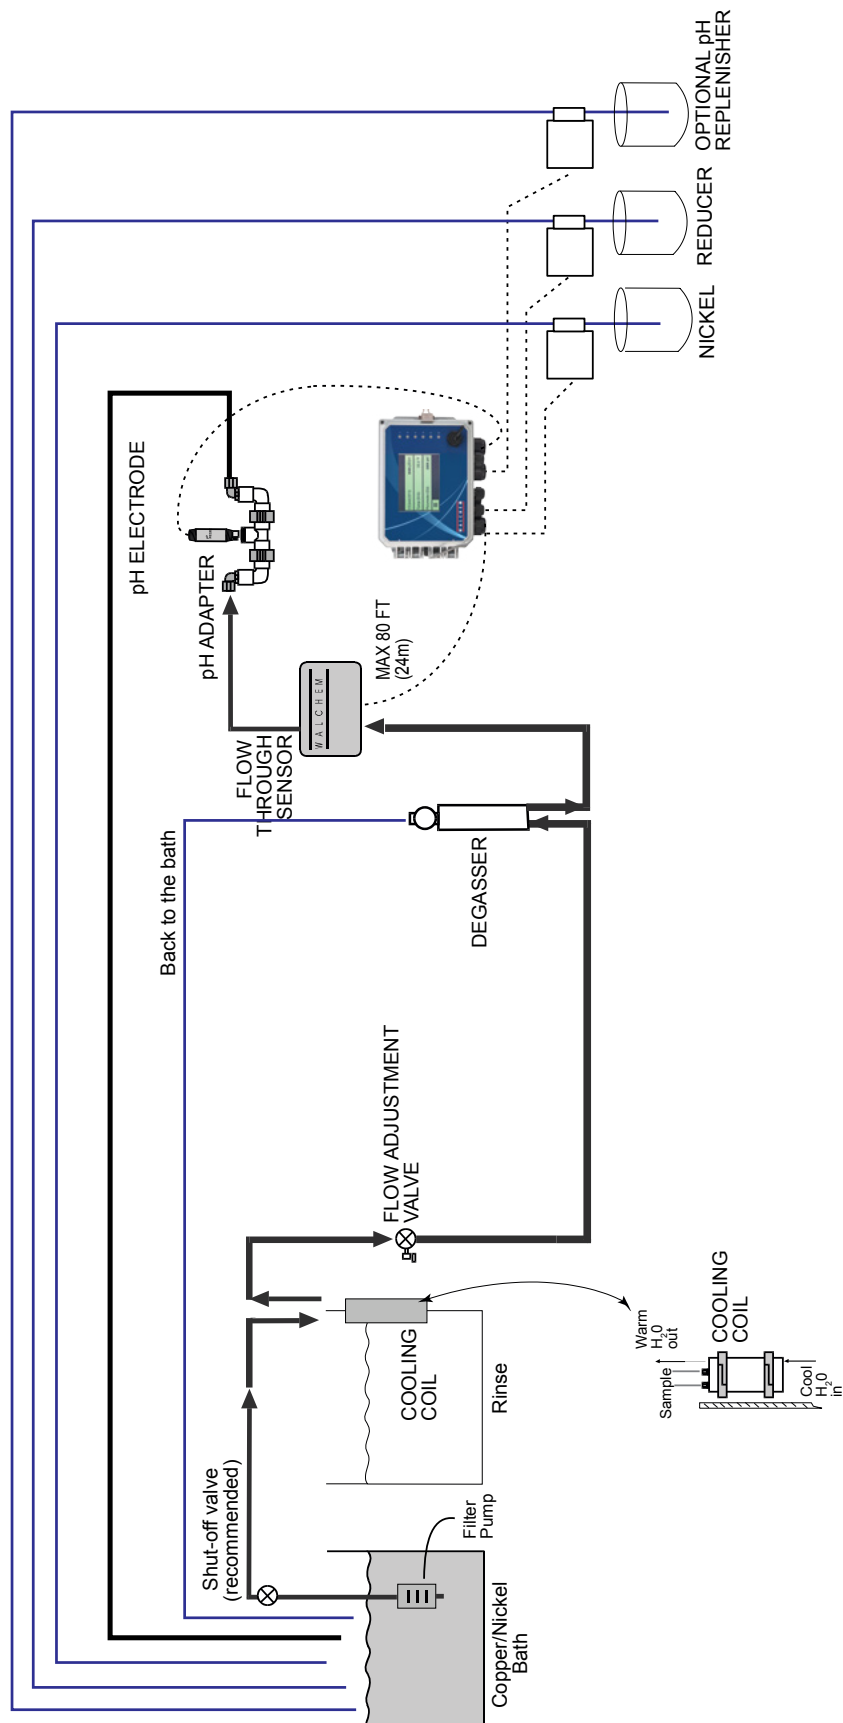 OPTIONAL pH
REPLENISHER
REDUCER
NICKEL
pH ELECTRODE
pH ADAPTER
MAX 80 FT
(24m)
WALCHEM
FLOW
THROUGH
SENSOR
Back to the bath
DEGASSER
FLOW ADJUSTMENT
VALVE
COOLING
COIL
Rinse
Warm
H20
out
Sample
COOLING
COIL
Cool
H20
in
Shut-off valve
(recommended)
Filter
Pump
Copper/Nickel
Bath